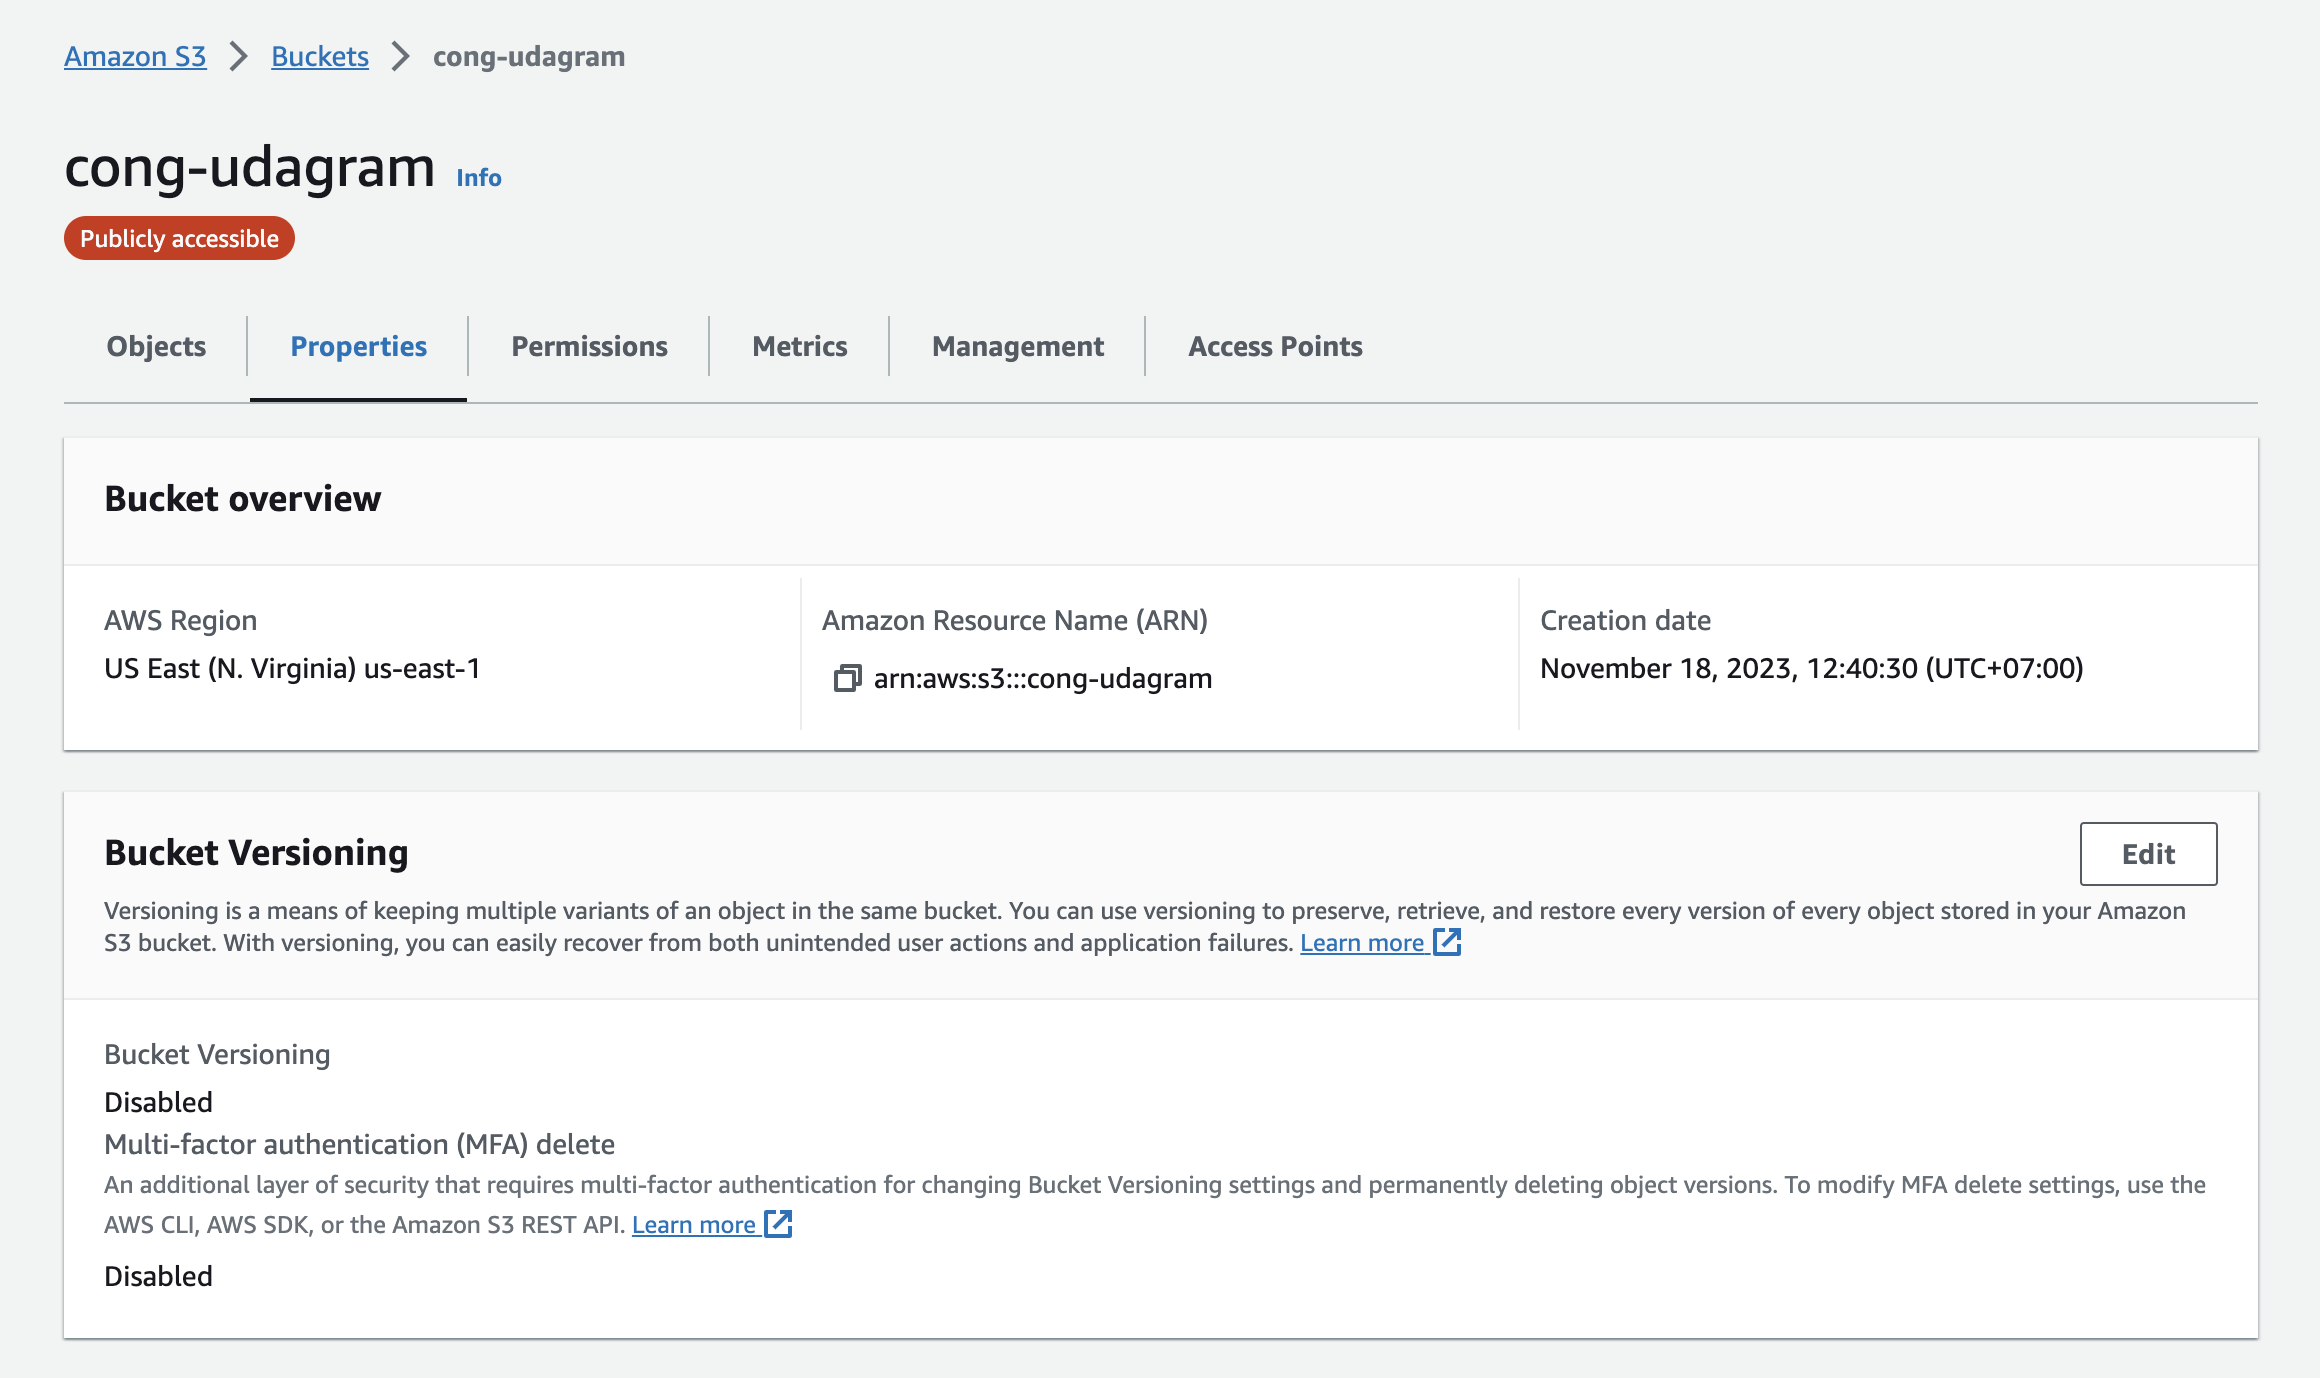 Amazon S3 > Buckets > cong-udagram
cong-udagram Info
Publicly accessible
Objects Properties Permissions Metrics Management Access Points
Bucket overview
AWS Region Amazon Resource Name (ARN) Creation date
US East (N. Virginia) us-east-1 arn:aws:s3:::cong-udagram November 18, 2023, 12:40:30 (UTC+07:00)
Bucket Versioning Edit
Versioning is a means of keeping multiple variants of an object in the same bucket. You can use versioning to preserve, retrieve, and restore every version of every object stored in your Amazon
S3 bucket. With versioning, you can easily recover from both unintended user actions and application failures. Learn more
Bucket Versioning
Disabled
Multi-factor authentication (MFA) delete
An additional layer of security that requires multi-factor authentication for changing Bucket Versioning settings and permanently deleting object versions. To modify MFA delete settings, use the
AWS CLI, AWS SDK, or the Amazon S3 REST API. Learn more
Disabled